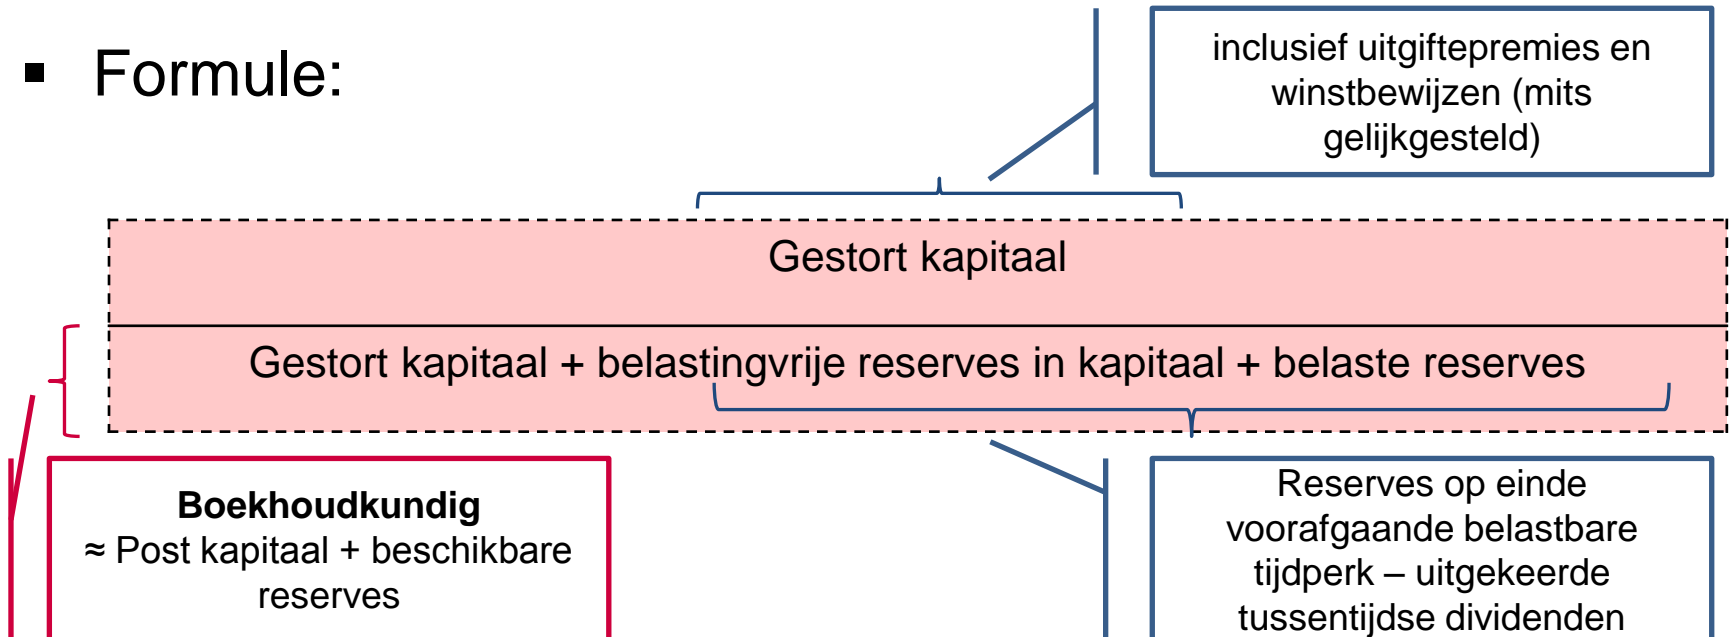 ▪ Formule:
inclusief uitgiftepremies en
winstbewijzen (mits
gelijkgesteld)
Gestort kapitaal
Gestort kapitaal + belastingvrije reserves in kapitaal + belaste reserves
Boekhoudkundig
≈ Post kapitaal + beschikbare
reserves
Reserves op einde
voorafgaande belastbare
tijdperk – uitgekeerde
tussentijdse dividenden